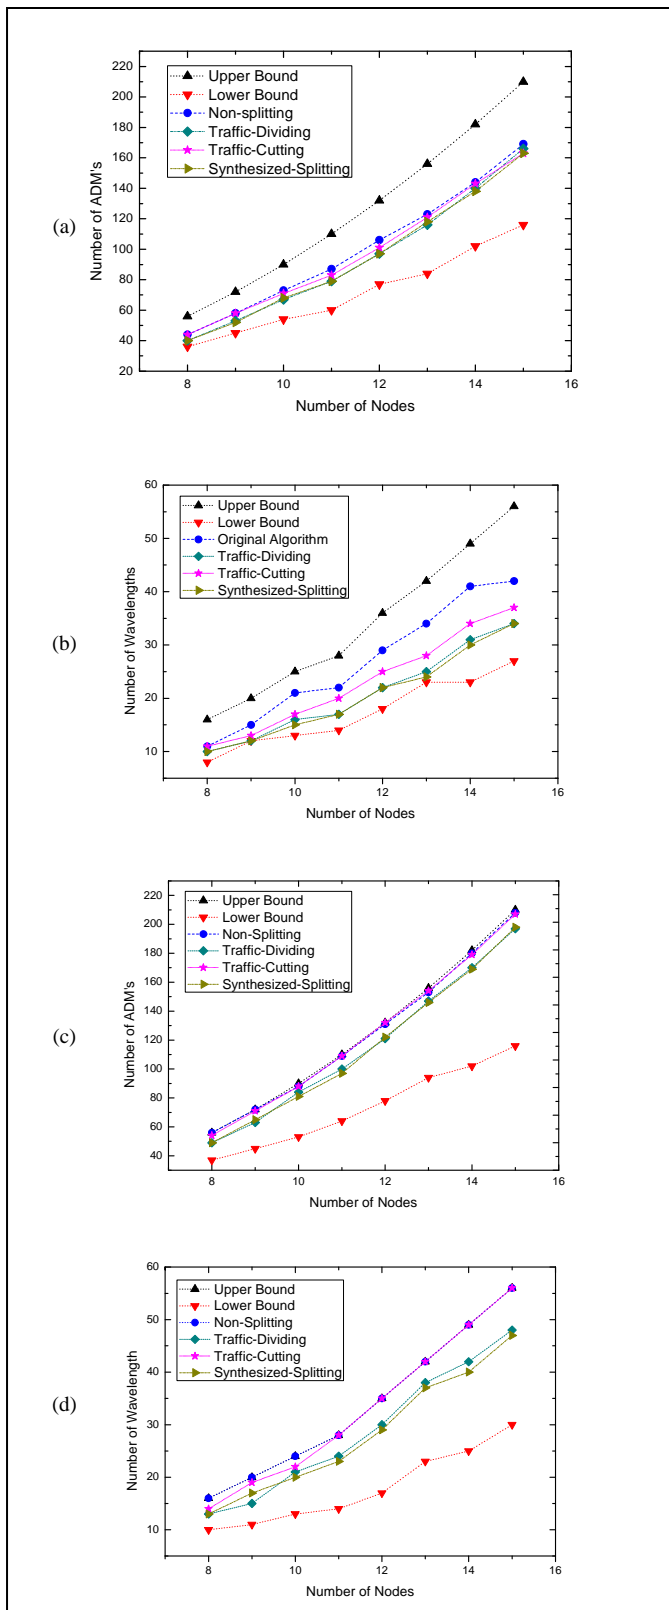 (a)
Number of ADM's
220
200
180
160
140
120
100
80
60
40
20
Upper Bound
Lower Bound
Non-splitting
Traffic-Dividing
Traffic-Cutting
Synthesized-Splitting
8 10 12 14 16
Number of Nodes
(b)
Number of Wavelengths
60
50
40
30
20
10
Upper Bound
Lower Bound
Original Algorithm
Traffic-Dividing
Traffic-Cutting
Synthesized-Splitting
8 10 12 14 16
Number of Nodes
(c)
Number of ADM's
220
200
180
160
140
120
100
80
60
40
Upper Bound
Lower Bound
Non-Splitting
Traffic-Dividing
Traffic-Cutting
Synthesized-Splitting
8 10 12 14 16
Number of Nodes
(d)
Number of Wavelength
60
50
40
30
20
10
Upper Bound
Lower Bound
Non-Splitting
Traffic-Dividing
Traffic-Cutting
Synthesized-Splitting
8 10 12 14 16
Number of Nodes